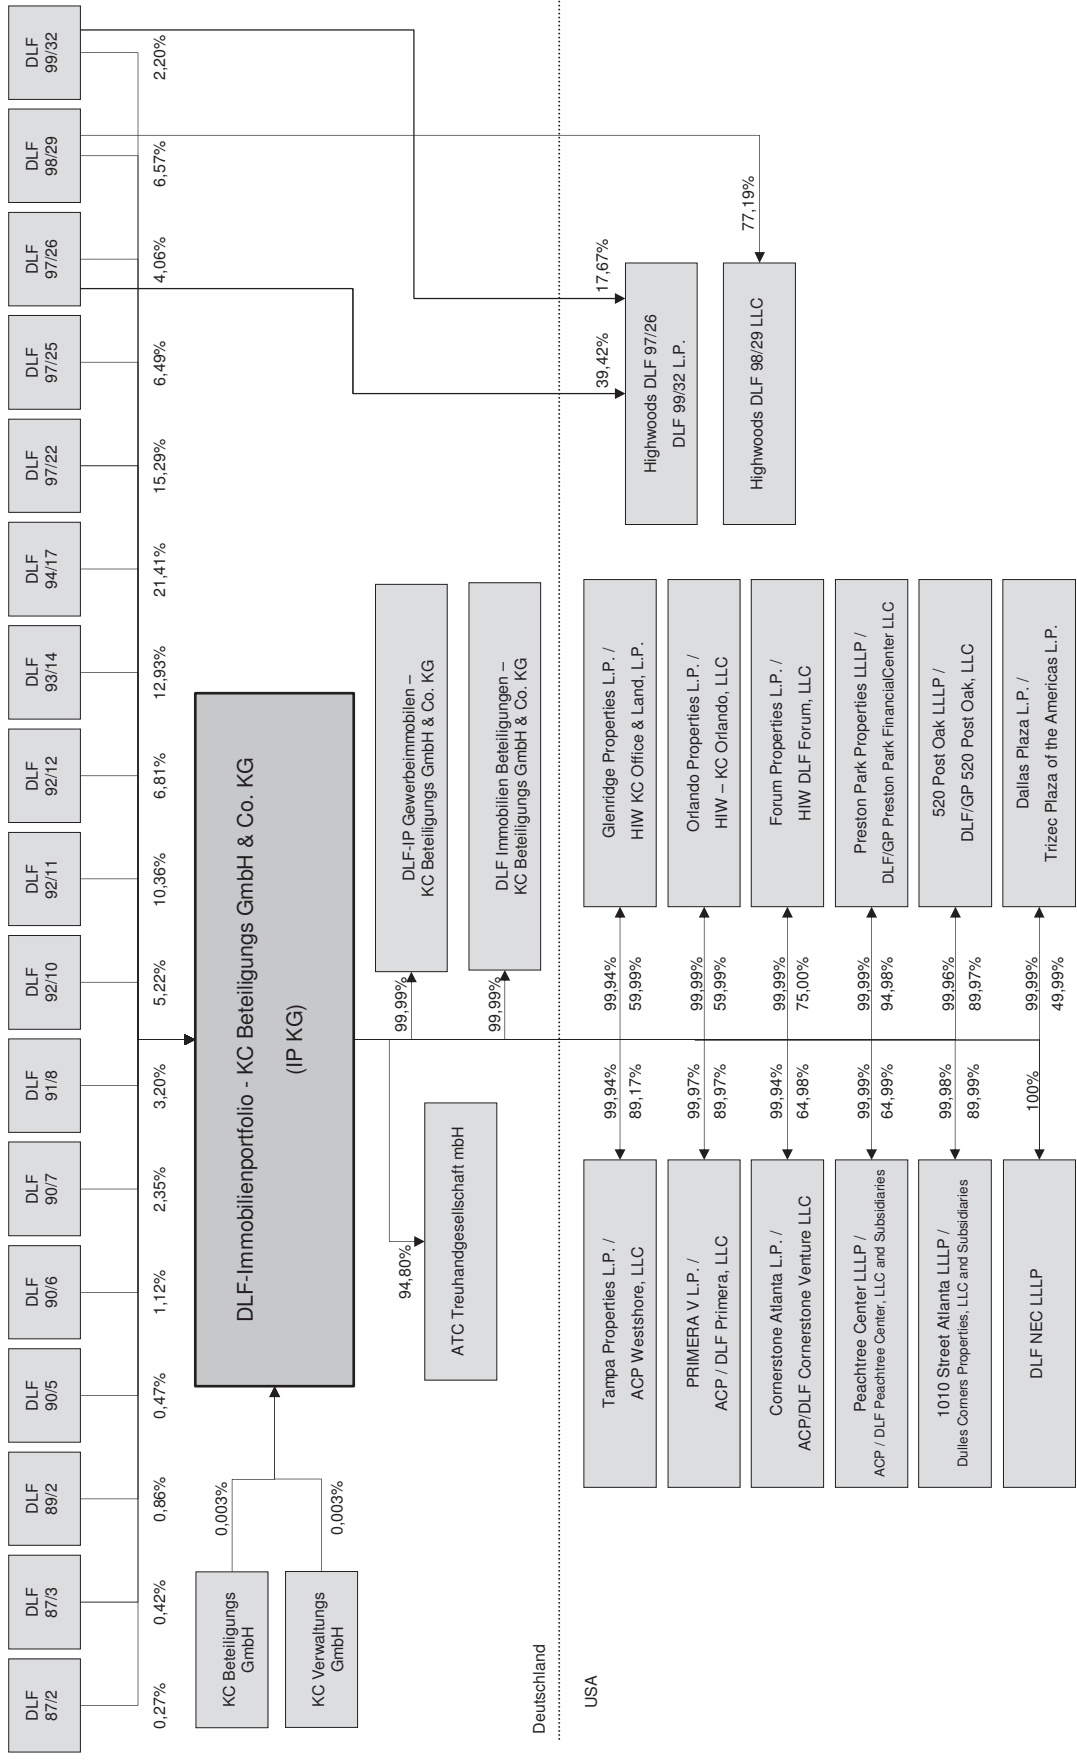 DLF
87/2
DLF
87/3
DLF
89/2
DLF
90/5
DLF
90/6
DLF
90/7
DLF
91/8
DLF
92/10
DLF
92/11
DLF
92/12
DLF
93/14
DLF
94/17
DLF
97/22
DLF
97/25
DLF
97/26
DLF
98/29
DLF
99/32
0,27%
0,42%
0,86%
0,47%
1,12%
2,35%
3,20%
5,22%
10,36%
6,81%
12,93%
21,41%
15,29%
6,49%
4,06%
6,57%
2,20%
KC Beteiligungs
GmbH
0,003%
KC Verwaltungs
GmbH
0,003%
DLF-Immobilienportfolio - KC Beteiligungs GmbH & Co. KG
(IP KG)
94,80%
ATC Treuhandgesellschaft mbH
99,99%
DLF-IP Gewerbeimmobilien –
KC Beteiligungs GmbH & Co. KG
99,99%
DLF Immobilien Beteiligungen –
KC Beteiligungs GmbH & Co. KG
Deutschland
USA
Tampa Properties L.P. /
ACP Westshore, LLC
99,94%
89,17%
99,94%
59,99%
Glenridge Properties L.P. /
HIW KC Office & Land, L.P.
39,42%
17,67%
Highwoods DLF 97/26
DLF 99/32 L.P.
PRIMERA V L.P. /
ACP / DLF Primera, LLC
99,97%
89,97%
99,99%
59,99%
Orlando Properties L.P. /
HIW – KC Orlando, LLC
77,19%
Highwoods DLF 98/29 LLC
Cornerstone Atlanta L.P. /
ACP/DLF Cornerstone Venture LLC
99,94%
64,98%
99,99%
75,00%
Forum Properties L.P. /
HIW DLF Forum, LLC
Peachtree Center LLLP /
ACP / DLF Peachtree Center, LLC and Subsidiaries
99,99%
64,99%
99,99%
94,98%
Preston Park Properties LLLP /
DLF/GP Preston Park FinancialCenter LLC
1010 Street Atlanta LLLP /
Dulles Corners Properties, LLC and Subsidiaries
99,98%
89,99%
99,96%
89,97%
520 Post Oak LLLP /
DLF/GP 520 Post Oak, LLC
DLF NEC LLLP
100%
99,99%
49,99%
Dallas Plaza L.P. /
Trizec Plaza of the Americas L.P.